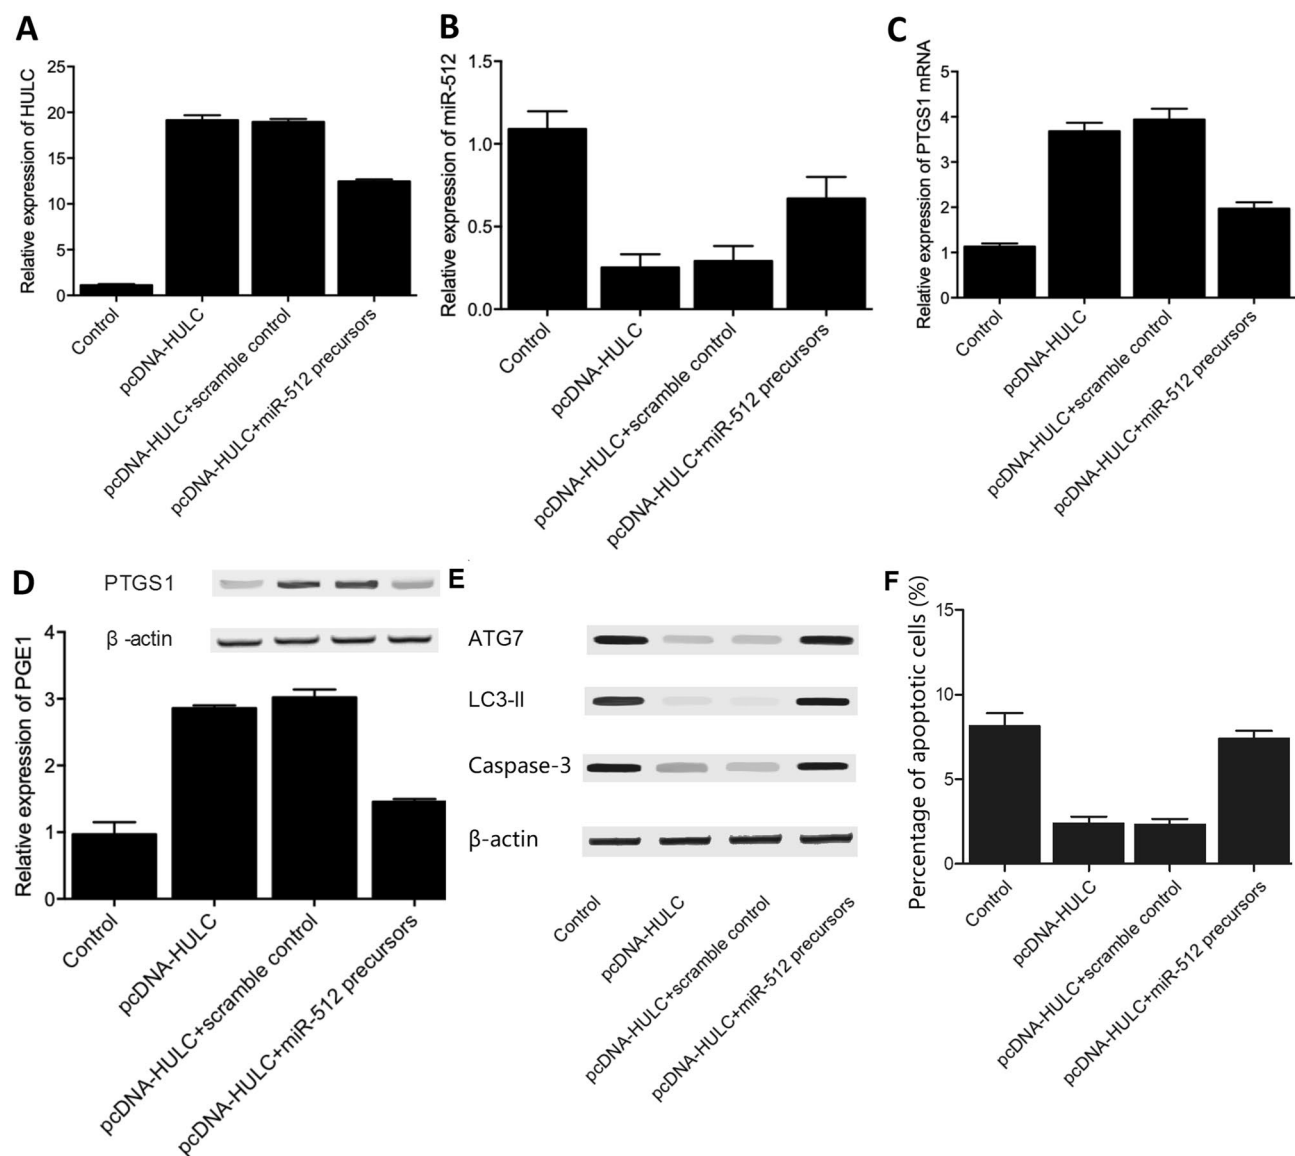 A
Relative expression of HULC
25
20
15
10
5
0
Control
pcDNA-HULC
pcDNA-HULC+scramble control
pcDNA-HULC+miR-512 precursors
B
Relative expression of miR-512
1.5
1.0
0.5
0.0
Control
pcDNA-HULC
pcDNA-HULC+scramble control
pcDNA-HULC+miR-512 precursors
C
Relative expression of PTGS1 mRNA
5
4
3
2
1
0
Control
pcDNA-HULC
pcDNA-HULC+scramble control
pcDNA-HULC+miR-512 precursors
D
PTGS1
β -actin
Relative expression of PGE1
4
3
2
1
0
Control
pcDNA-HULC
pcDNA-HULC+scramble control
pcDNA-HULC+miR-512 precursors
E
ATG7
LC3-II
Caspase-3
β-actin
Control
pcDNA-HULC
pcDNA-HULC+scramble control
pcDNA-HULC+miR-512 precursors
F
Percentage of apoptotic cells (%)
15
10
5
0
Control
pcDNA-HULC
pcDNA-HULC+scramble control
pcDNA-HULC+miR-512 precursors